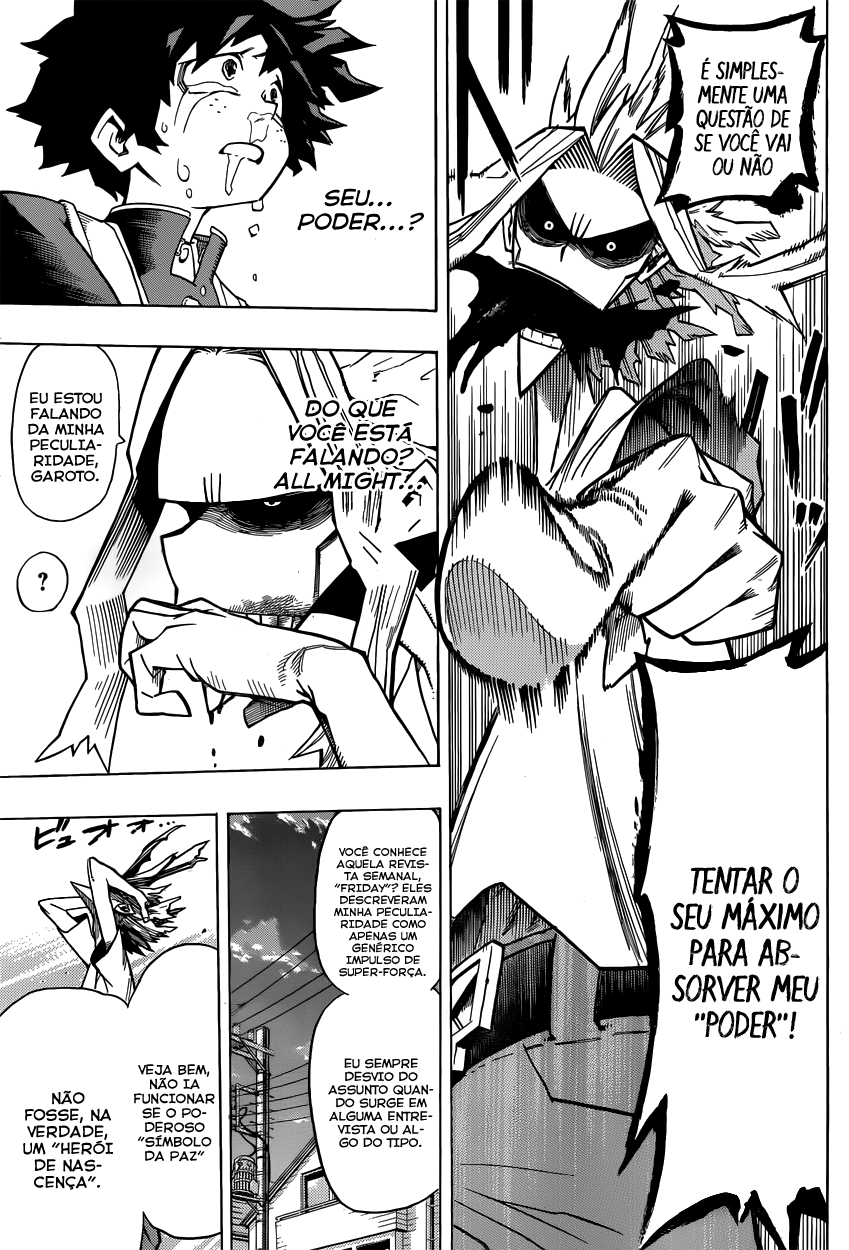 É SIMPLES-
MENTE UMA
QUESTÃO DE
SE VOCÊ VAI
OU NÃO
TENTAR O
SEU MÁXIMO
PARA AB-
SORVER MEU
"PODER"!
SEU...
PODER...?
DO QUE
VOCÊ ESTÁ
FALANDO?
ALL MIGHT...
EU ESTOU
FALANDO
DA MINHA
PECULIA-
RIDADE,
GAROTO.
?
VOCÊ CONHECE
AQUELA REVIS-
TA SEMANAL,
"FRIDAY"? ELES
DESCREVERAM
MINHA PECULIA-
RIDADE COMO
APENAS UM
GENÉRICO
IMPULSO DE
SUPER-FORÇA.
EU SEMPRE
DESVIO DO
ASSUNTO QUANDO
SURGE EM
ALGUMA ENTRE-
VISTA OU AL-
GO DO TIPO.
ビュオオ...
VEJA BEM,
NÃO IA
FUNCIONAR
SE O PO-
DEROSO
"SÍMBOLO
DA PAZ"
NÃO
FOSSE, NA
VERDADE,
UM "HERÓI
DE NAS-
CENÇA".